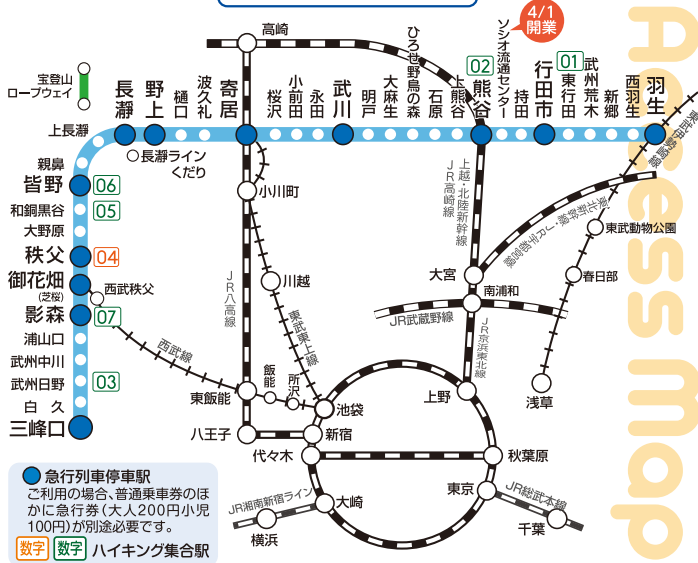 Access map
4/1
開業
ソシオ流通センター
高崎
宝登山
ロープウェイ
長瀞
野上
樋口
波久礼
寄居
桜沢
小前田
永田
武川
明戸
大麻生
ひろせ野鳥の森
石原
上熊谷
02
熊谷
持田
行田市
01
東行田
武州荒木
新郷
西羽生
羽生
東武伊勢崎線
上長瀞
長瀞ライン
くだり
親鼻
皆野
06
和銅黒谷
05
大野原
秩父
04
御花畑
(芝桜)
西武秩父
影森
07
浦山口
武州中川
武州日野
03
白久
三峰口
小川町
JR八高線
川越
東武東上線
西武線
東飯能
飯能
所沢
池袋
八王子
新宿
代々木
上越・北陸新幹線
JR高崎線
東北新幹線・JR宇都宮線
大宮
南浦和
JR武蔵野線
JR京浜東北線
東武動物公園
春日部
浅草
上野
秋葉原
東京
JR総武本線
千葉
大崎
JR湘南新宿ライン
横浜
急行列車停車駅
ご利用の場合、普通乗車券のほ
かに急行券(大人200円小児
100円)が別途必要です。
数字 数字 ハイキング集合駅